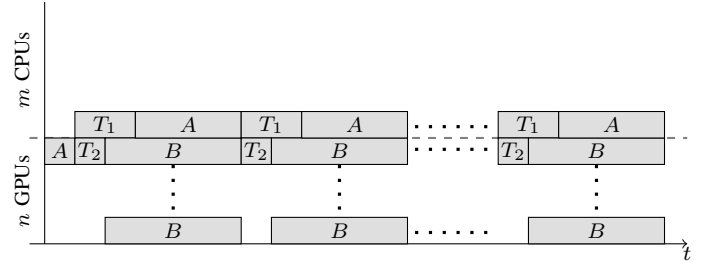 m CPUs
n GPUs
T₁ A T₁ A T₁ A
A T₂ B T₂ B T₂ B
B B B
t